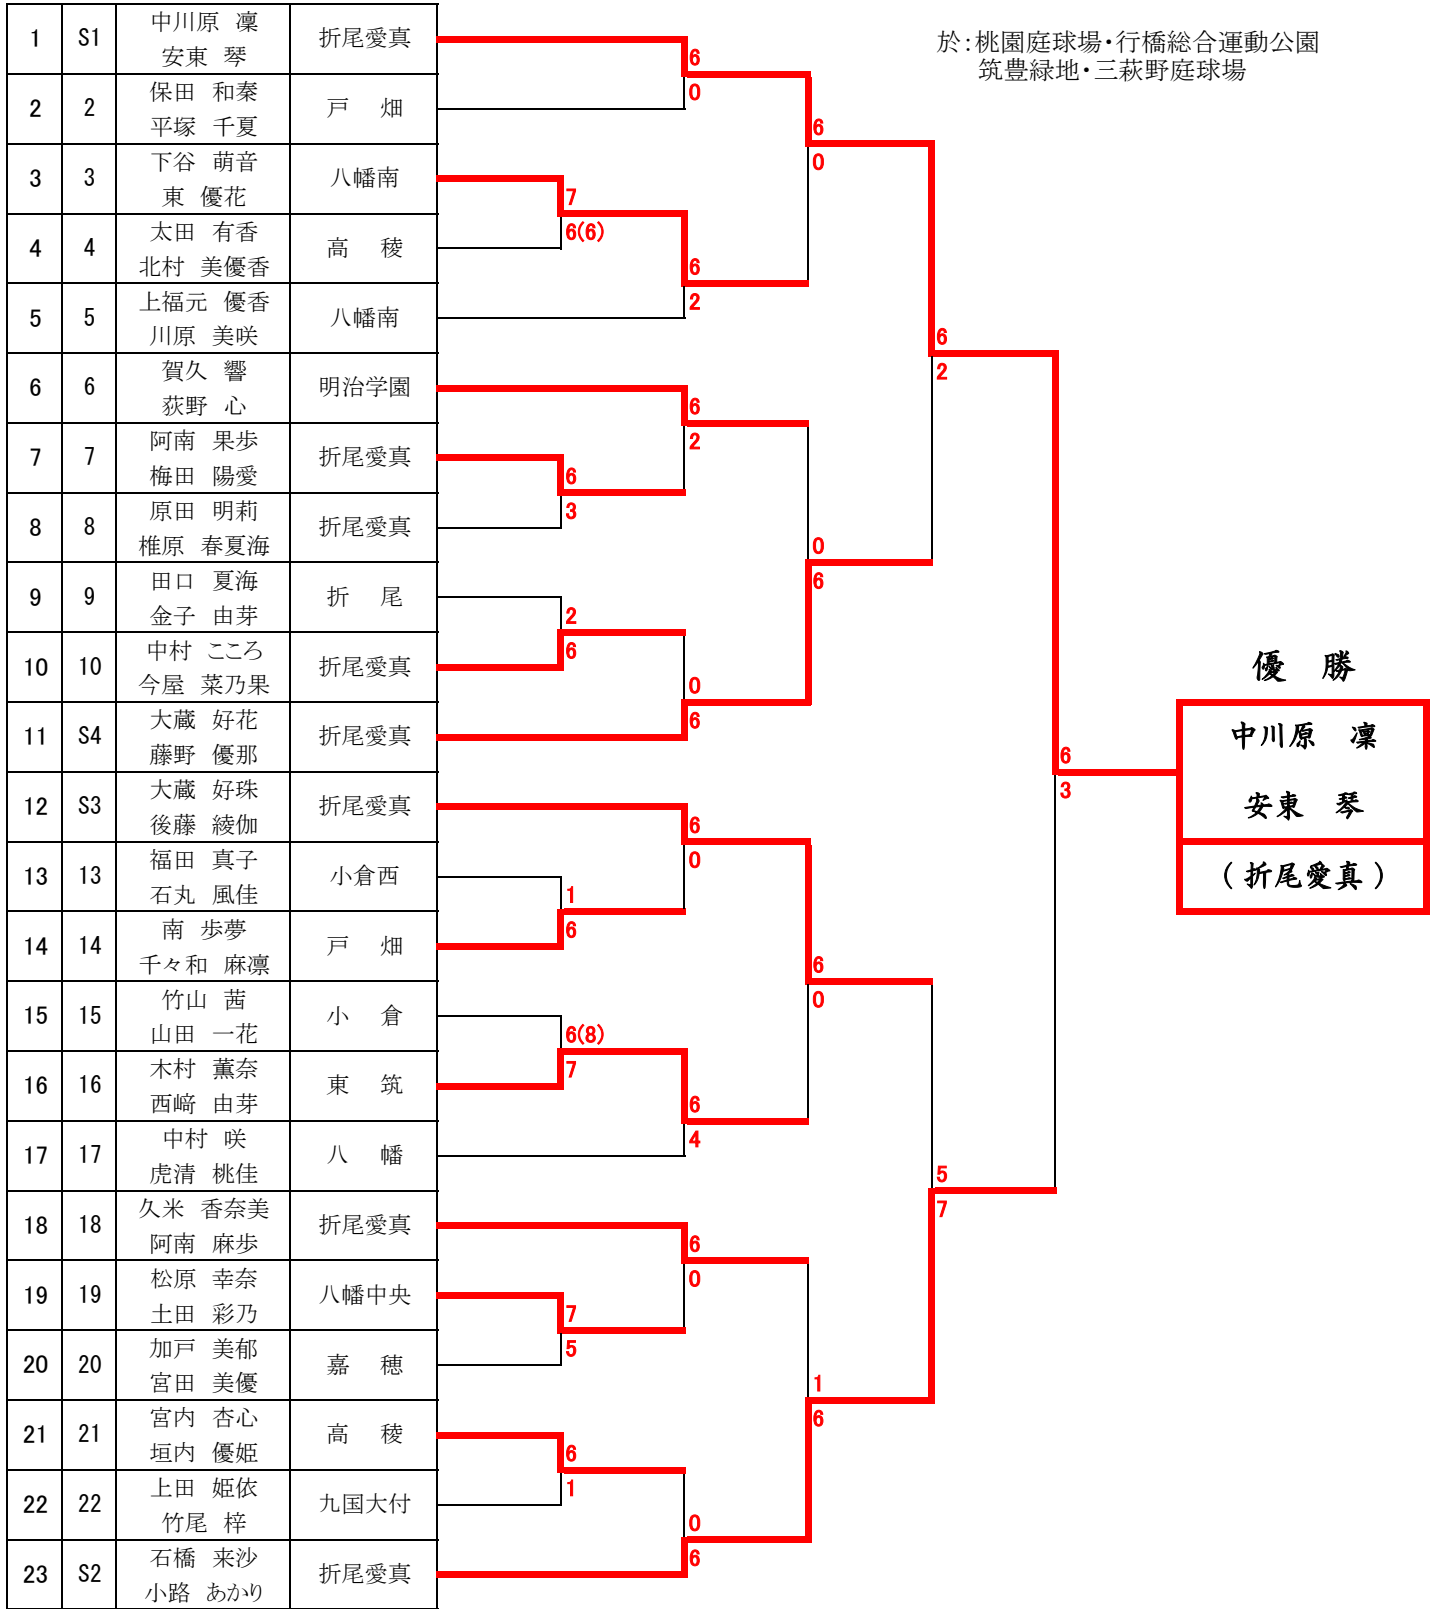 於:桃園庭球場・行橋総合運動公園
筑豊緑地・三萩野庭球場
1 S1 中川原 凜 折尾愛真
安東 琴
2 2 保田 和奏 戸 畑
平塚 千夏
3 3 下谷 萌音 八幡南
東 優花
4 4 太田 有香 高 稜
北村 美優香
5 5 上福元 優香 八幡南
川原 美咲
6 6 賀久 響 明治学園
荻野 心
7 7 阿南 果歩 折尾愛真
梅田 陽愛
8 8 原田 明莉 折尾愛真
椎原 春夏海
9 9 田口 夏海 折 尾
金子 由芽
10 10 中村 こころ 折尾愛真
今屋 菜乃果
11 S4 大蔵 好花 折尾愛真
藤野 優那
12 S3 大蔵 好珠 折尾愛真
後藤 綾伽
13 13 福田 真子 小倉西
石丸 風佳
14 14 南 歩夢 戸 畑
千々和 麻凛
15 15 竹山 茜 小 倉
山田 一花
16 16 木村 薫奈 東 筑
西﨑 由芽
17 17 中村 咲 八 幡
虎清 桃佳
18 18 久米 香奈美 折尾愛真
阿南 麻歩
19 19 松原 幸奈 八幡中央
土田 彩乃
20 20 加戸 美郁 嘉 穂
宮田 美優
21 21 宮内 杏心 高 稜
垣内 優姫
22 22 上田 姫依 九国大付
竹尾 梓
23 S2 石橋 来沙 折尾愛真
小路 あかり
7
6(6)
6
3
2
6
1
6
6(8)
7
7
5
6
1
6
0
6
2
6
2
0
6
6
0
6
4
6
0
0
6
6
0
0
6
6
0
1
6
6
2
5
7
6
3
優 勝
中川原 凜
安東 琴
(折尾愛真)